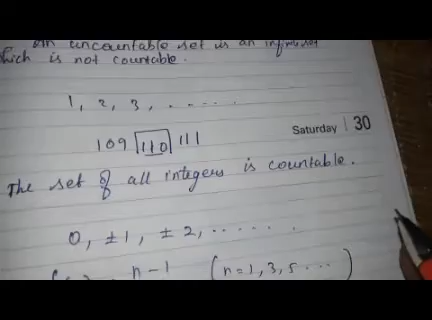 An uncountable set is an infinite set
which is not countable.
1, 2, 3, ........
109 110 111
Saturday 30
The set of all integers is countable.
0, ±1, ±2, ........
n-1 (n=1,3,5...)